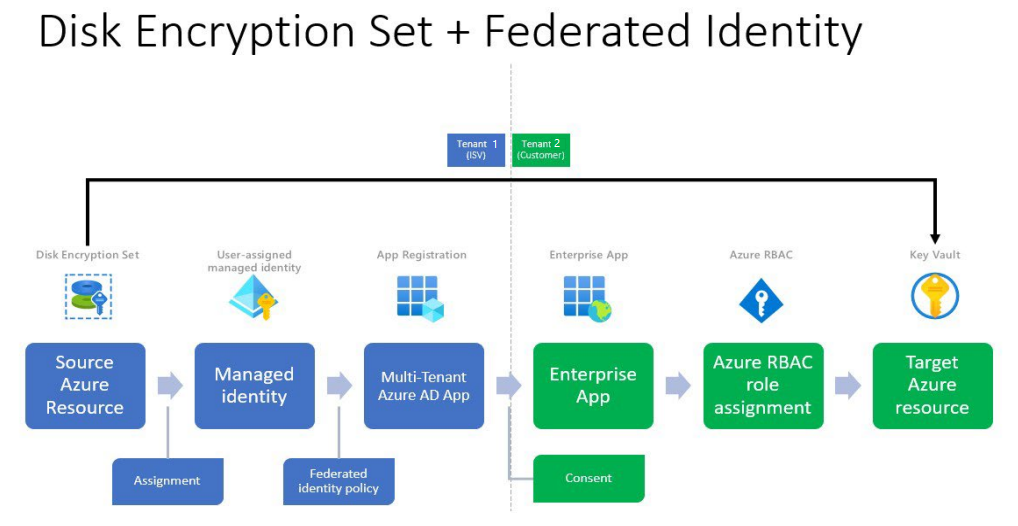 Disk Encryption Set + Federated Identity
Tenant 1
(ISV)
Tenant 2
(Customer)
Disk Encryption Set
User-assigned
managed identity
App Registration
Enterprise App
Azure RBAC
Key Vault
Source
Azure
Resource
Managed
identity
Multi-Tenant
Azure AD App
Enterprise
App
Azure RBAC
role
assignment
Target
Azure
resource
Assignment
Federated
identity policy
Consent